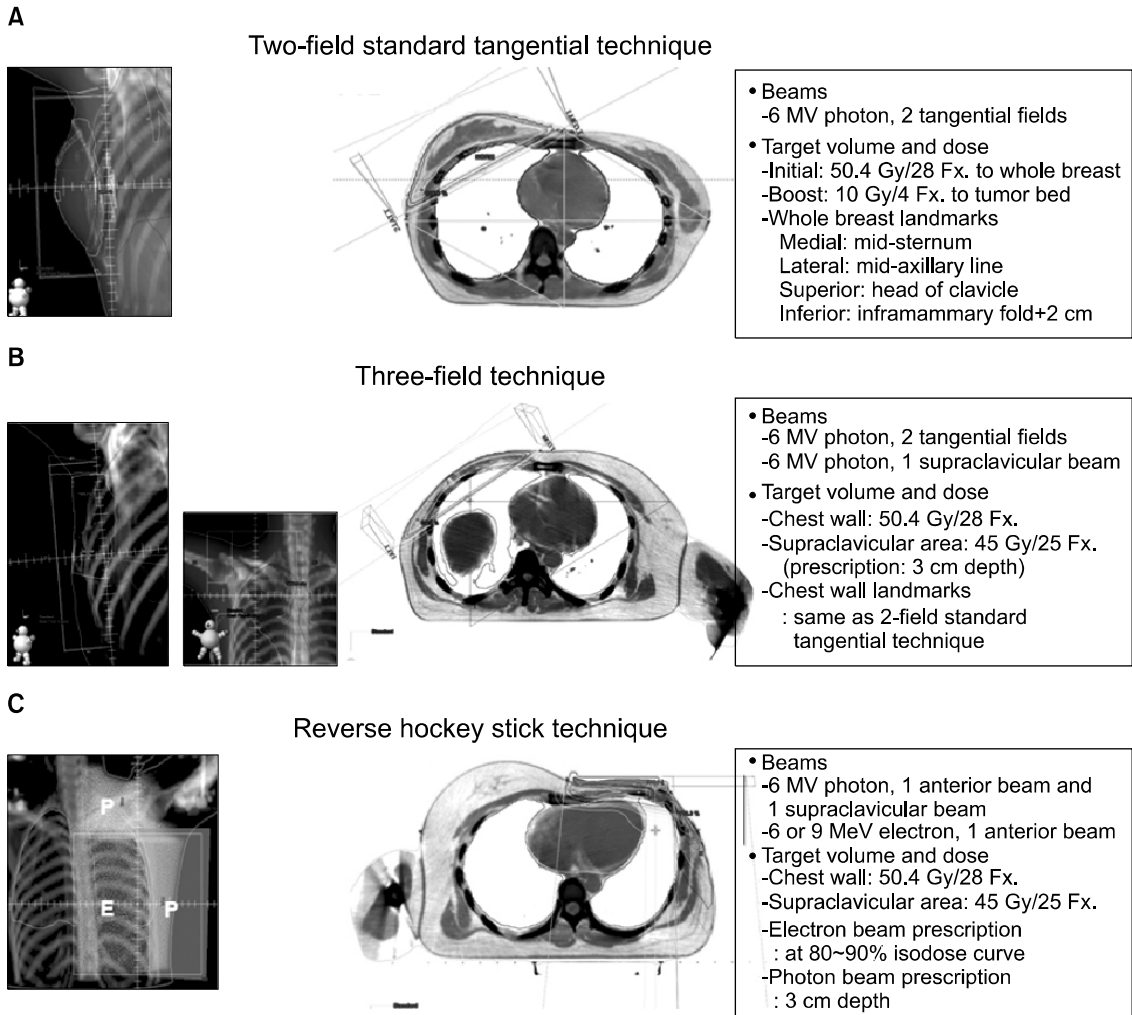 A
Two-field standard tangential technique
• Beams
-6 MV photon, 2 tangential fields
• Target volume and dose
-Initial: 50.4 Gy/28 Fx. to whole breast
-Boost: 10 Gy/4 Fx. to tumor bed
-Whole breast landmarks
Medial: mid-sternum
Lateral: mid-axillary line
Superior: head of clavicle
Inferior: inframammary fold+2 cm
B
Three-field technique
• Beams
-6 MV photon, 2 tangential fields
-6 MV photon, 1 supraclavicular beam
• Target volume and dose
-Chest wall: 50.4 Gy/28 Fx.
-Supraclavicular area: 45 Gy/25 Fx.
(prescription: 3 cm depth)
-Chest wall landmarks
: same as 2-field standard
tangential technique
Standard
C
Reverse hockey stick technique
P
E
P
• Beams
-6 MV photon, 1 anterior beam and
1 supraclavicular beam
-6 or 9 MeV electron, 1 anterior beam
• Target volume and dose
-Chest wall: 50.4 Gy/28 Fx.
-Supraclavicular area: 45 Gy/25 Fx.
-Electron beam prescription
: at 80~90% isodose curve
-Photon beam prescription
: 3 cm depth
Standard